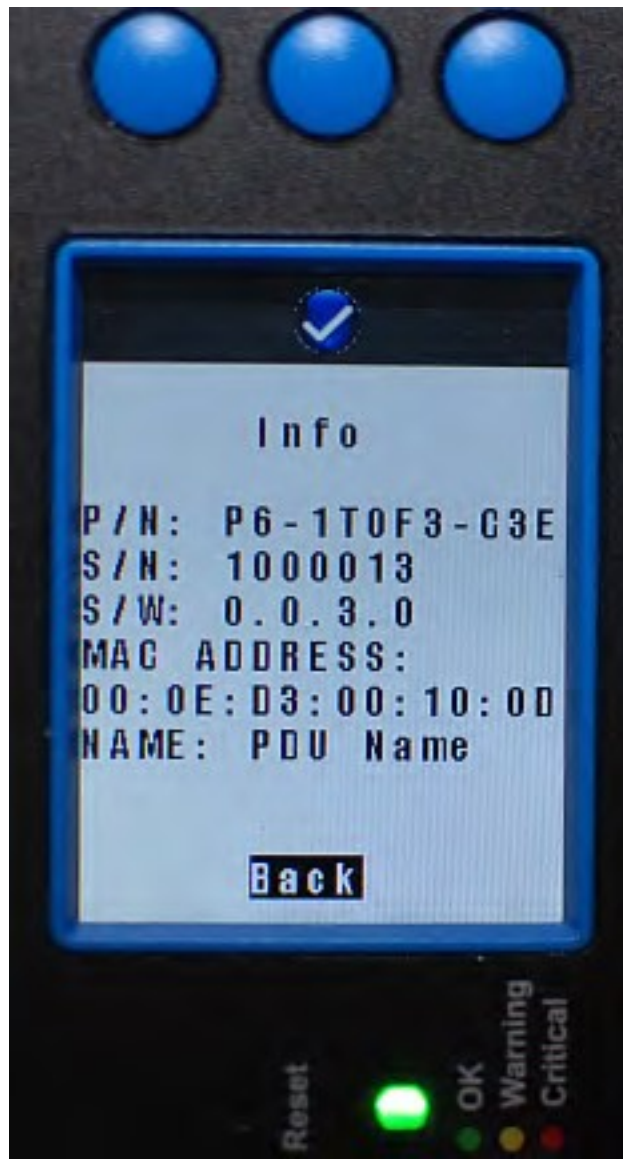 Info
P/N: P6-1T0F3-C3E
S/N: 1000013
S/W: 0.0.3.0
MAC ADDRESS:
00:0E:D3:00:10:0D
NAME: PDU Name
Back
Reset
OK
Warning
Critical